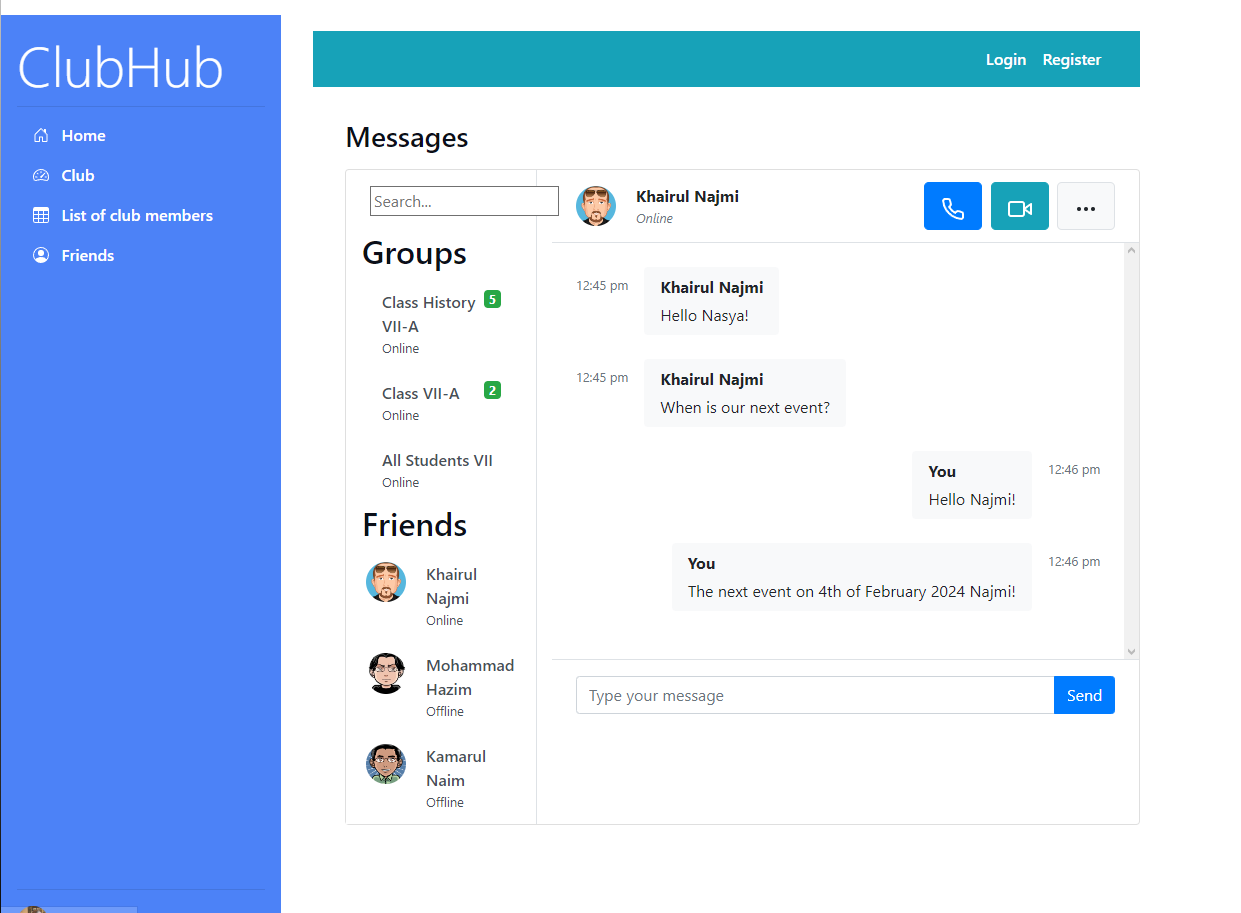 ClubHub
Home
Club
List of club members
Friends
Login Register
Messages
Search...
Groups
Class History 5
VII-A
Online
Class VII-A 2
Online
All Students VII
Online
Friends
Khairul
Najmi
Online
Mohammad
Hazim
Offline
Kamarul
Naim
Offline
Khairul Najmi
Online
12:45 pm
Khairul Najmi
Hello Nasya!
12:45 pm
Khairul Najmi
When is our next event?
You
12:46 pm
Hello Najmi!
You
12:46 pm
The next event on 4th of February 2024 Najmi!
Type your message
Send